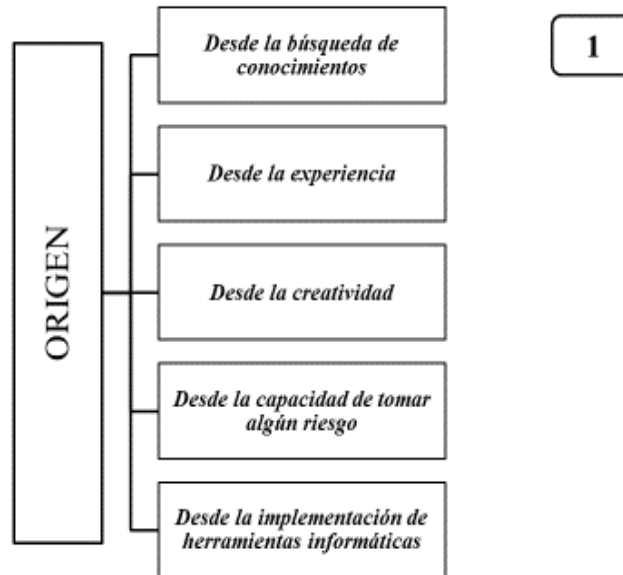 ORIGEN
Desde la búsqueda de
conocimientos
Desde la experiencia
Desde la creatividad
Desde la capacidad de tomar
algún riesgo
Desde la implementación de
herramientas informáticas
1